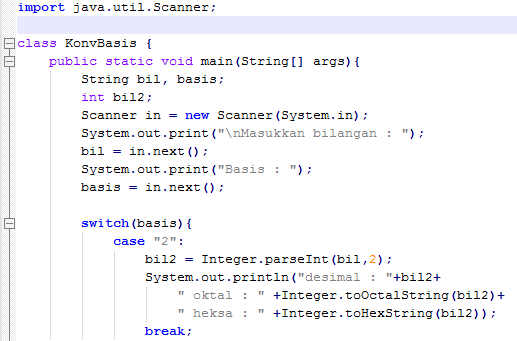 import java.util.Scanner;
class KonvBasis {
public static void main(String[] args){
String bil, basis;
int bil2;
Scanner in = new Scanner(System.in);
System.out.print("\nMasukkan bilangan : ");
bil = in.next();
System.out.print("Basis : ");
basis = in.next();
switch(basis){
case "2":
bil2 = Integer.parseInt(bil,2);
System.out.println("desimal : "+bil2+
" oktal : " +Integer.toOctalString(bil2)+
" heksa : " +Integer.toHexString(bil2));
break;